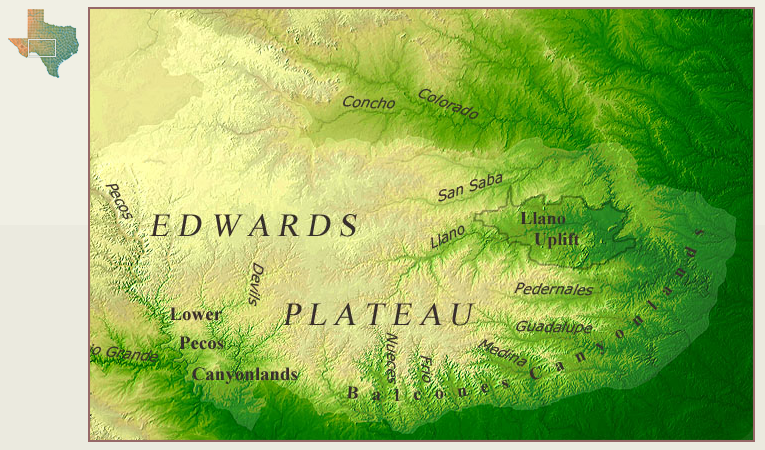 Concho
Colorado
San Saba
Pecos
EDWARDS
Llano
Llano
Uplift
Devils
Pedernales
PLATEAU
Lower
Pecos
Canyonlands
Guadalupe
io Grande
Nueces
Frio
Medina
Balcones Canyonlands